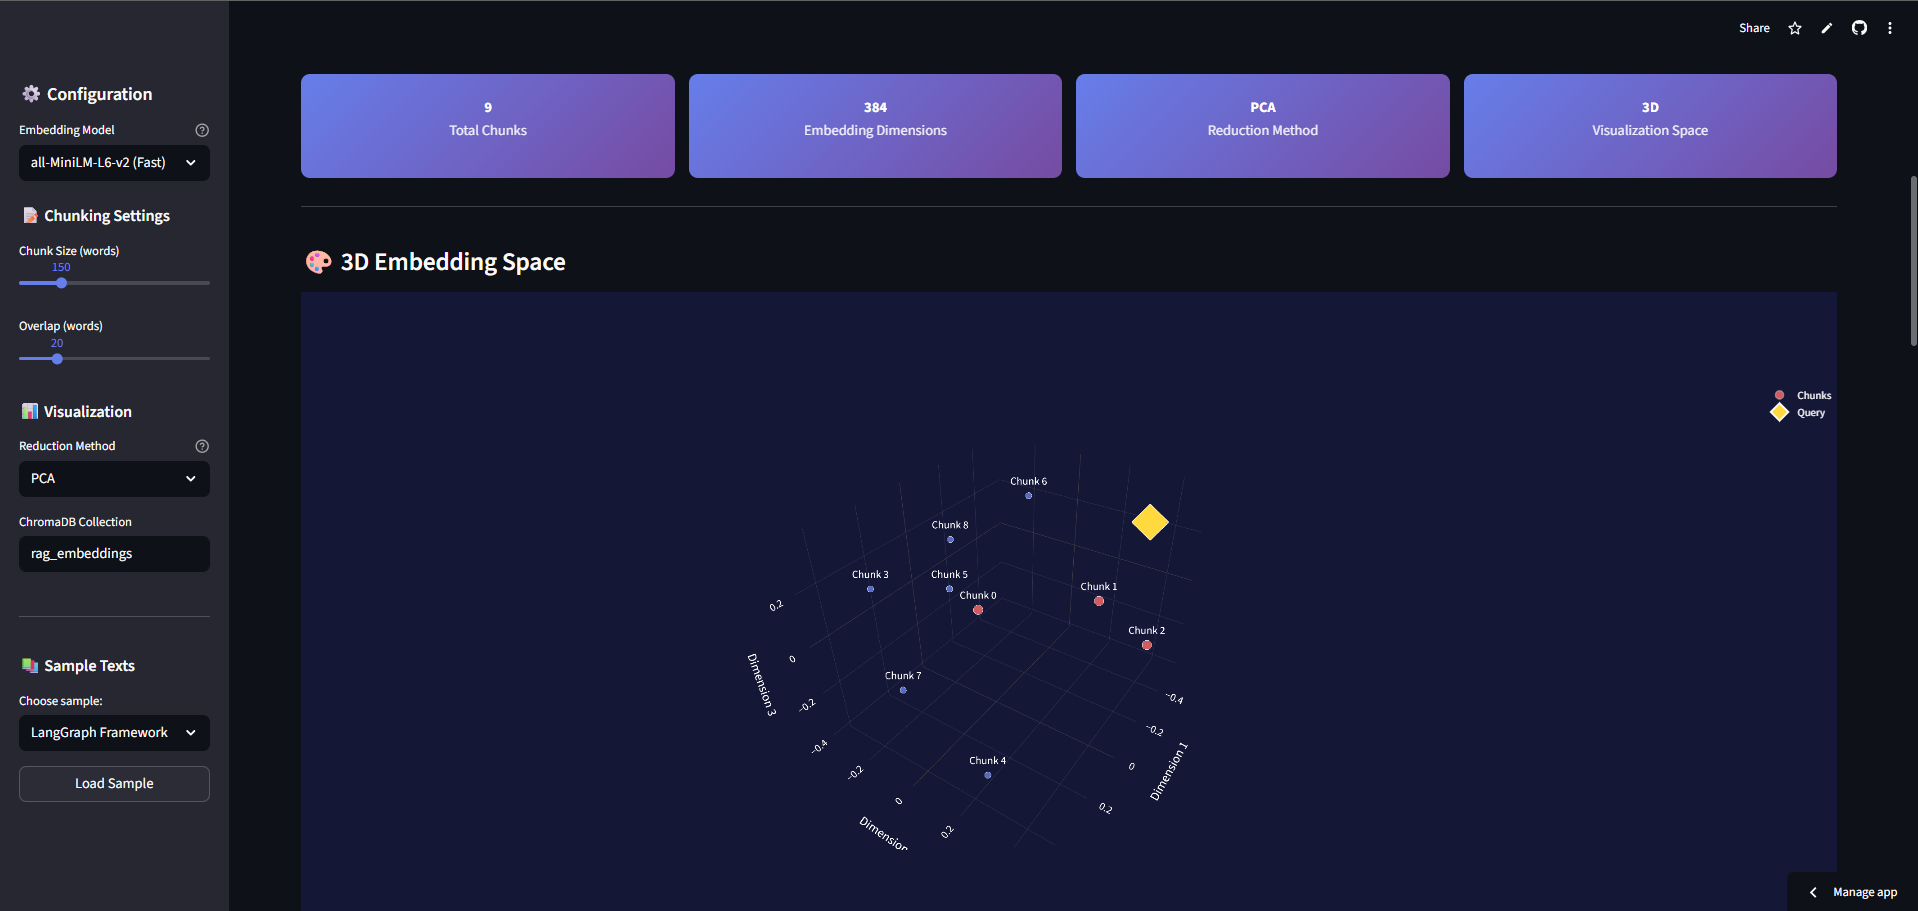 Share
Configuration
Embedding Model
all-MiniLM-L6-v2 (Fast)
Chunking Settings
Chunk Size (words)
150
Overlap (words)
20
Visualization
Reduction Method
PCA
ChromaDB Collection
rag_embeddings
Sample Texts
Choose sample:
LangGraph Framework
Load Sample
9
Total Chunks
384
Embedding Dimensions
PCA
Reduction Method
3D
Visualization Space
3D Embedding Space
Chunks
Query
Chunk 6
Chunk 8
Chunk 3
Chunk 5
Chunk 0
Chunk 1
Chunk 2
Chunk 7
Chunk 4
0.2
0
−0.2
−0.4
Dimension 3
−0.2
0
0.2
Dimension
−0.4
−0.2
0
0.2
Dimension 1
Manage app